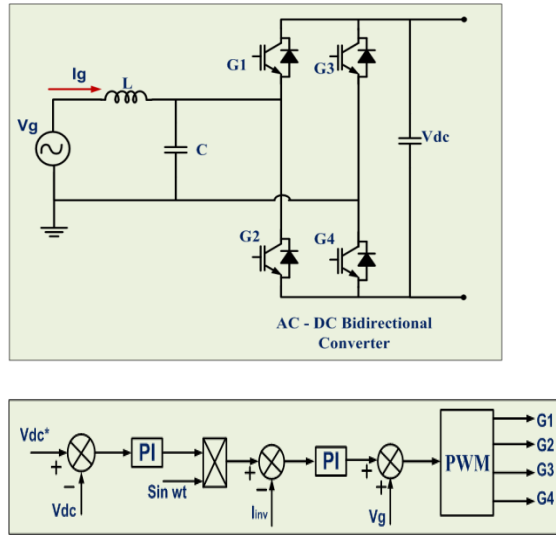 G1
G3
Ig
L
Vg
C
Vdc
G2
G4
AC - DC Bidirectional
Converter
Vdc*
+
−
Vdc
PI
Sin wt
+
−
Iinv
PI
+
+
Vg
PWM
G1
G2
G3
G4